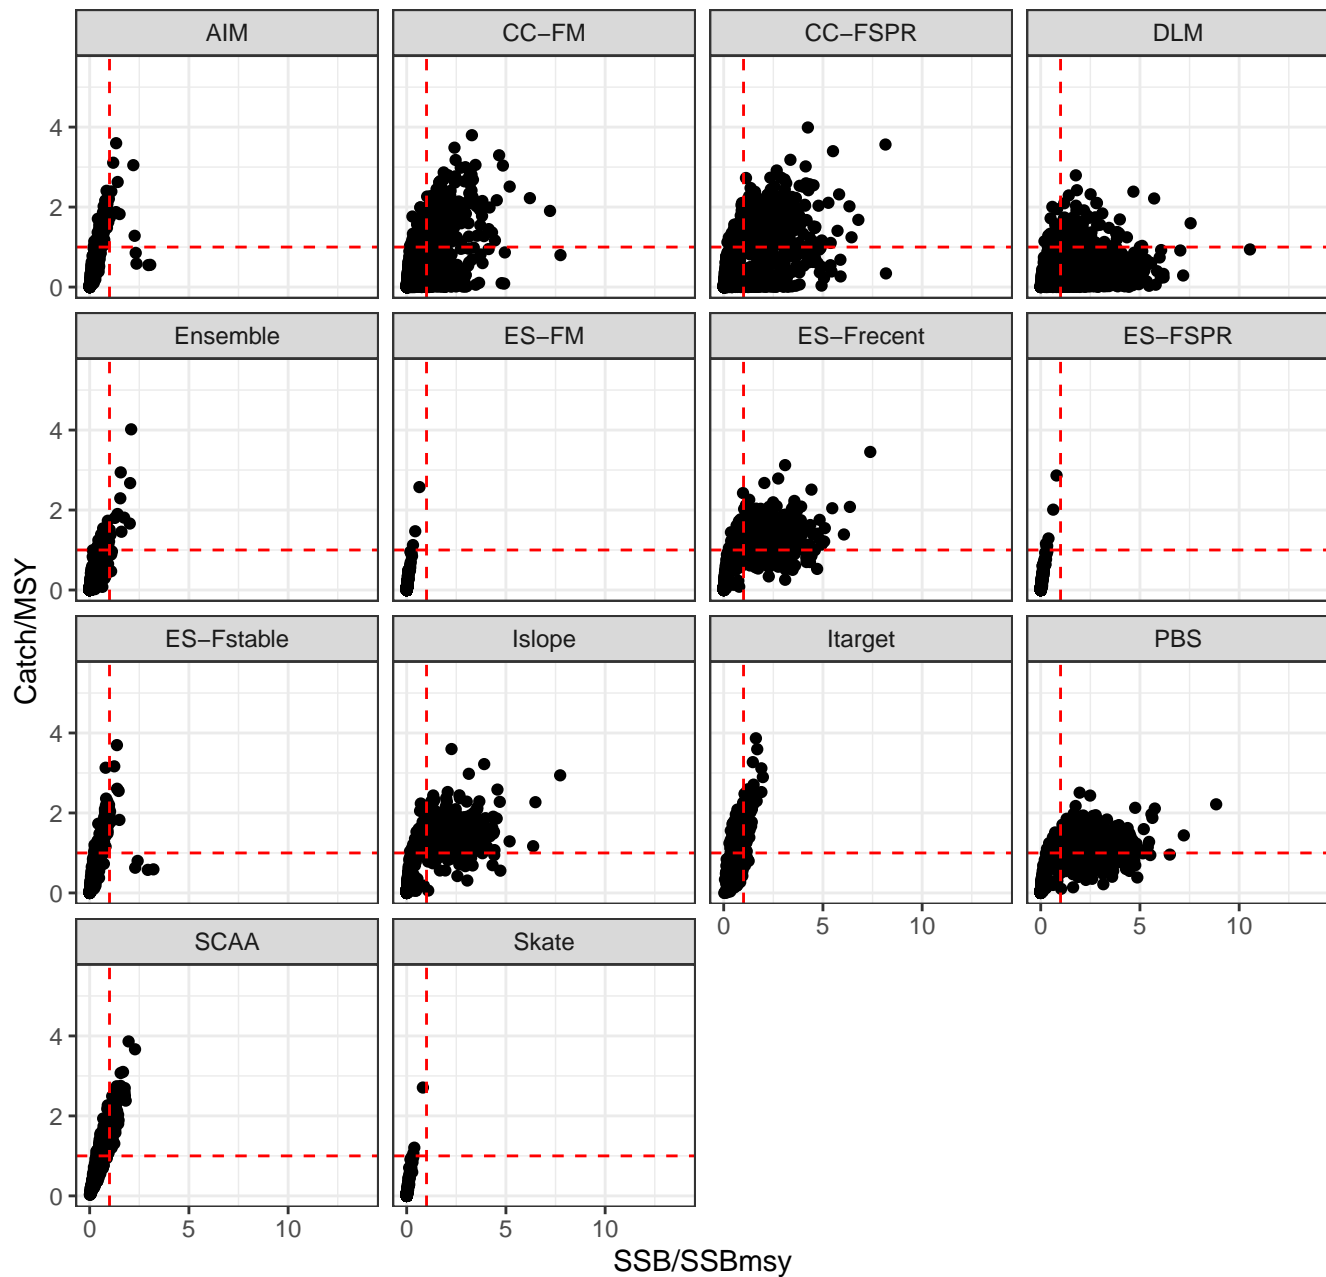 AIM CC−FM CC−FSPR DLM
4
2
0
Ensemble ES−FM ES−Frecent ES−FSPR
4
2
0
ES−Fstable Islope Itarget PBS
4
2
0
0 5 10 0 5 10
SCAA Skate
4
2
0
0 5 10 0 5 10
Catch/MSY
SSB/SSBmsy